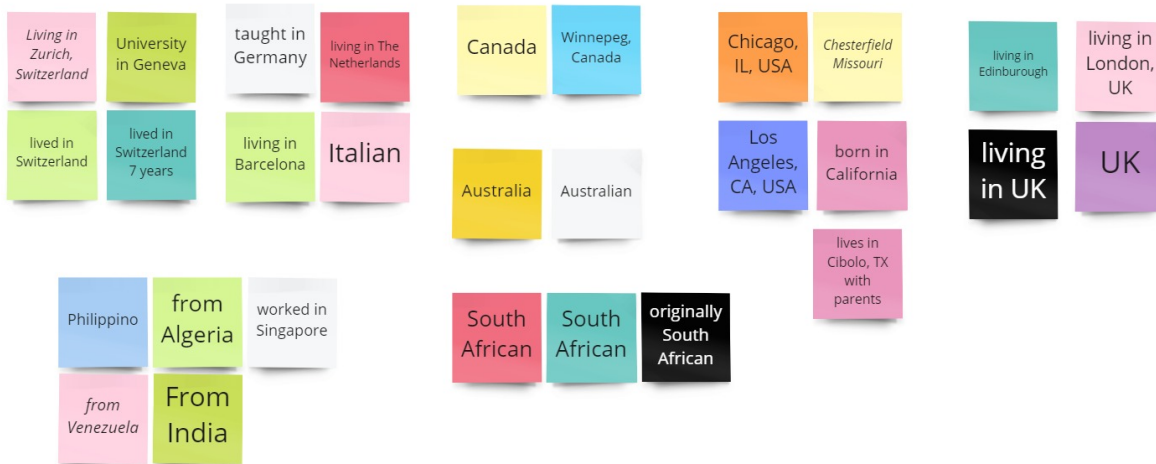 Living in
Zurich,
Switzerland
University
in Geneva
lived in
Switzerland
lived in
Switzerland
7 years
taught in
Germany
living in The
Netherlands
living in
Barcelona
Italian
Canada
Winnepeg,
Canada
Australia
Australian
Chicago,
IL, USA
Chesterfield
Missouri
Los
Angeles,
CA, USA
born in
California
lives in
Cibolo, TX
with
parents
living in
Edinburough
living in
London,
UK
living
in UK
UK
Philippino
from
Algeria
worked in
Singapore
from
Venezuela
From
India
South
African
South
African
originally
South
African